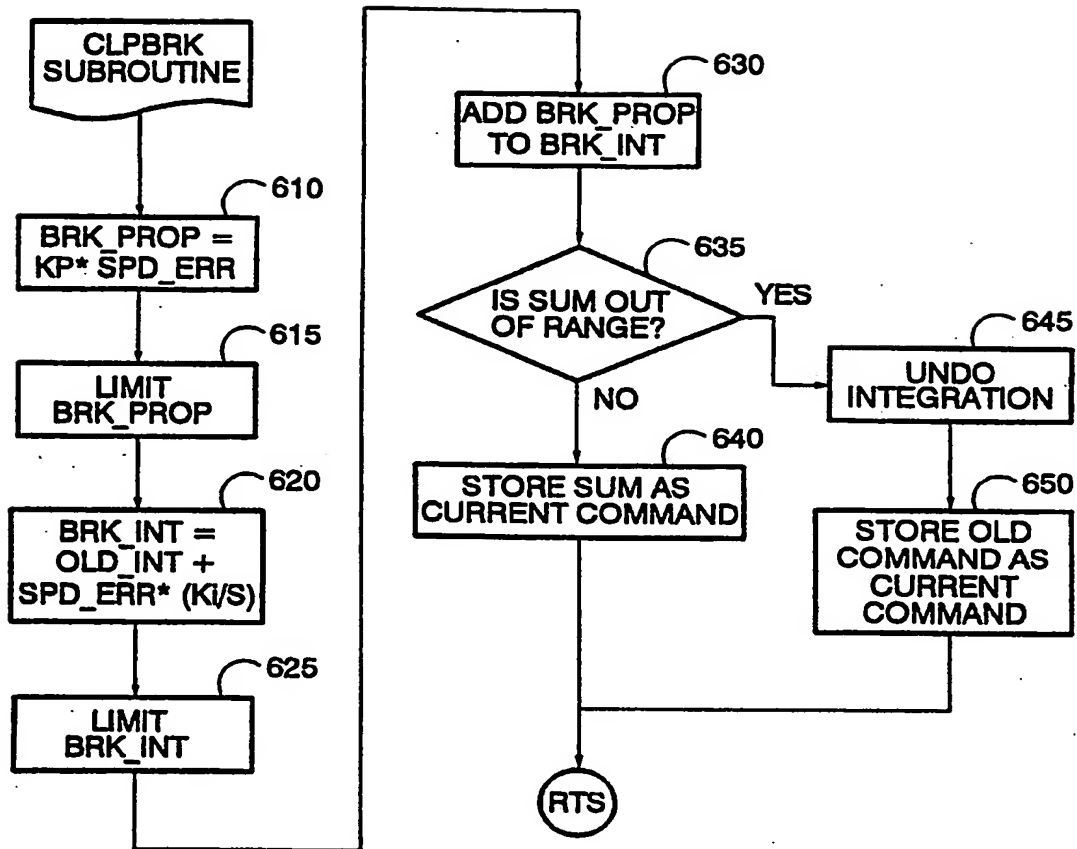 CLPBRK
SUBROUTINE
610
BRK_PROP =
KP* SPD_ERR
615
LIMIT
BRK_PROP
620
BRK_INT =
OLD_INT +
SPD_ERR* (Ki/S)
625
LIMIT
BRK_INT
630
ADD BRK_PROP
TO BRK_INT
635
IS SUM OUT
OF RANGE?
YES
NO
640
STORE SUM AS
CURRENT COMMAND
645
UNDO
INTEGRATION
650
STORE OLD
COMMAND AS
CURRENT
COMMAND
RTS